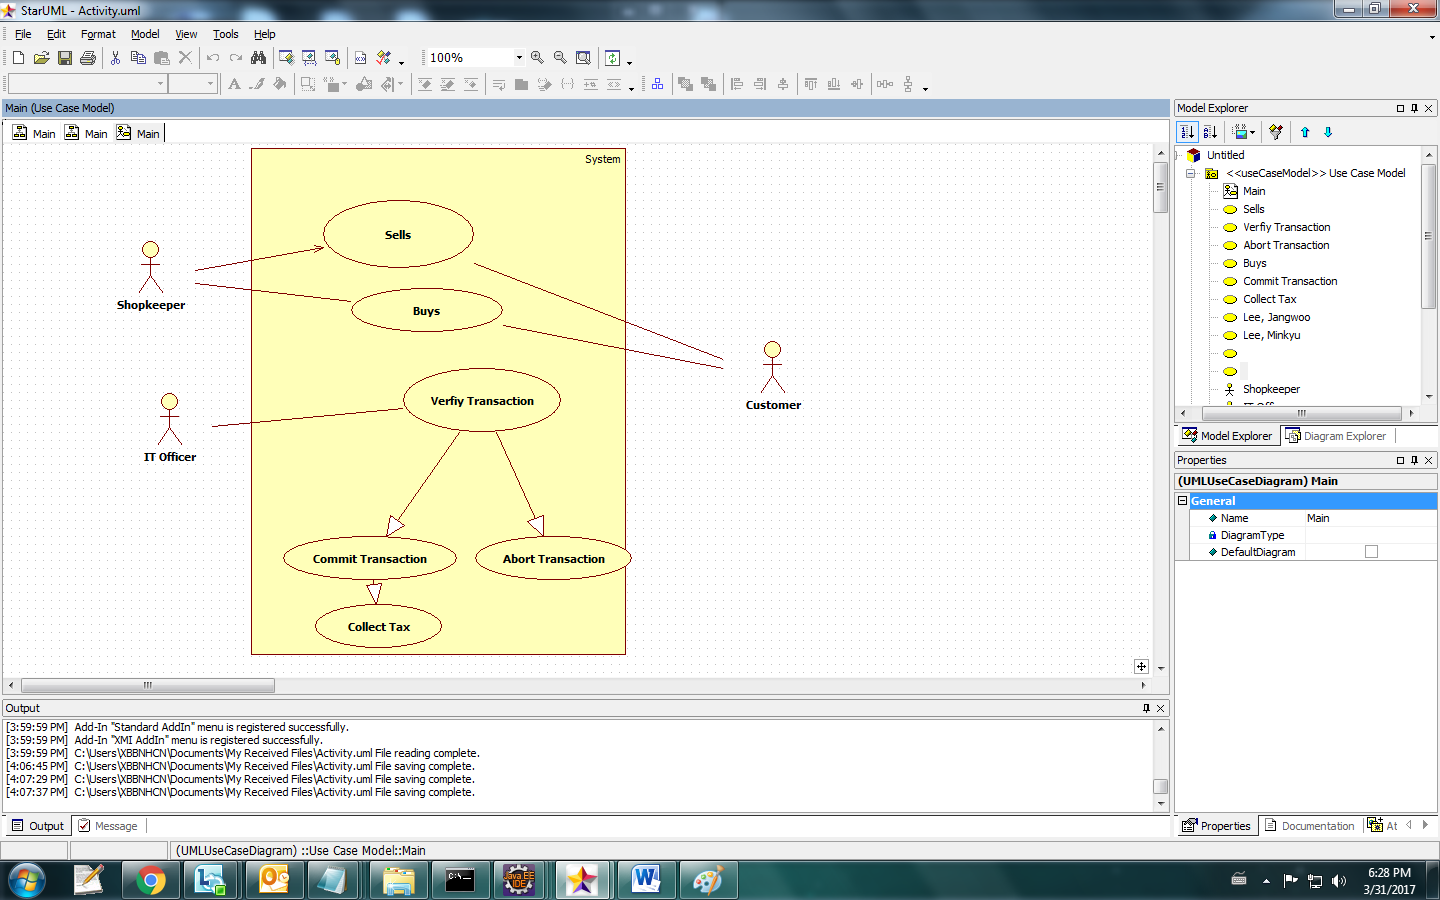 StarUML - Activity.uml
File Edit Format Model View Tools Help
100%
Main (Use Case Model)
Main Main Main
System
Sells
Shopkeeper
Buys
Customer
Verfiy Transaction
IT Officer
Commit Transaction
Abort Transaction
Collect Tax
Model Explorer
Untitled
<<useCaseModel>> Use Case Model
Main
Sells
Verfiy Transaction
Abort Transaction
Buys
Commit Transaction
Collect Tax
Lee, Jangwoo
Lee, Minkyu
Shopkeeper
Model Explorer Diagram Explorer
Properties
(UMLUseCaseDiagram) Main
General
Name Main
DiagramType
DefaultDiagram
Output
[3:59:59 PM] Add-In "Standard AddIn" menu is registered successfully.
[3:59:59 PM] Add-In "XMI AddIn" menu is registered successfully.
[3:59:59 PM] C:\Users\XBBNHCN\Documents\My Received Files\Activity.uml File reading complete.
[4:06:45 PM] C:\Users\XBBNHCN\Documents\My Received Files\Activity.uml File saving complete.
[4:07:29 PM] C:\Users\XBBNHCN\Documents\My Received Files\Activity.uml File saving complete.
[4:07:37 PM] C:\Users\XBBNHCN\Documents\My Received Files\Activity.uml File saving complete.
Output Message
Properties Documentation At
(UMLUseCaseDiagram) ::Use Case Model::Main
Java EE
IDE
6:28 PM
3/31/2017